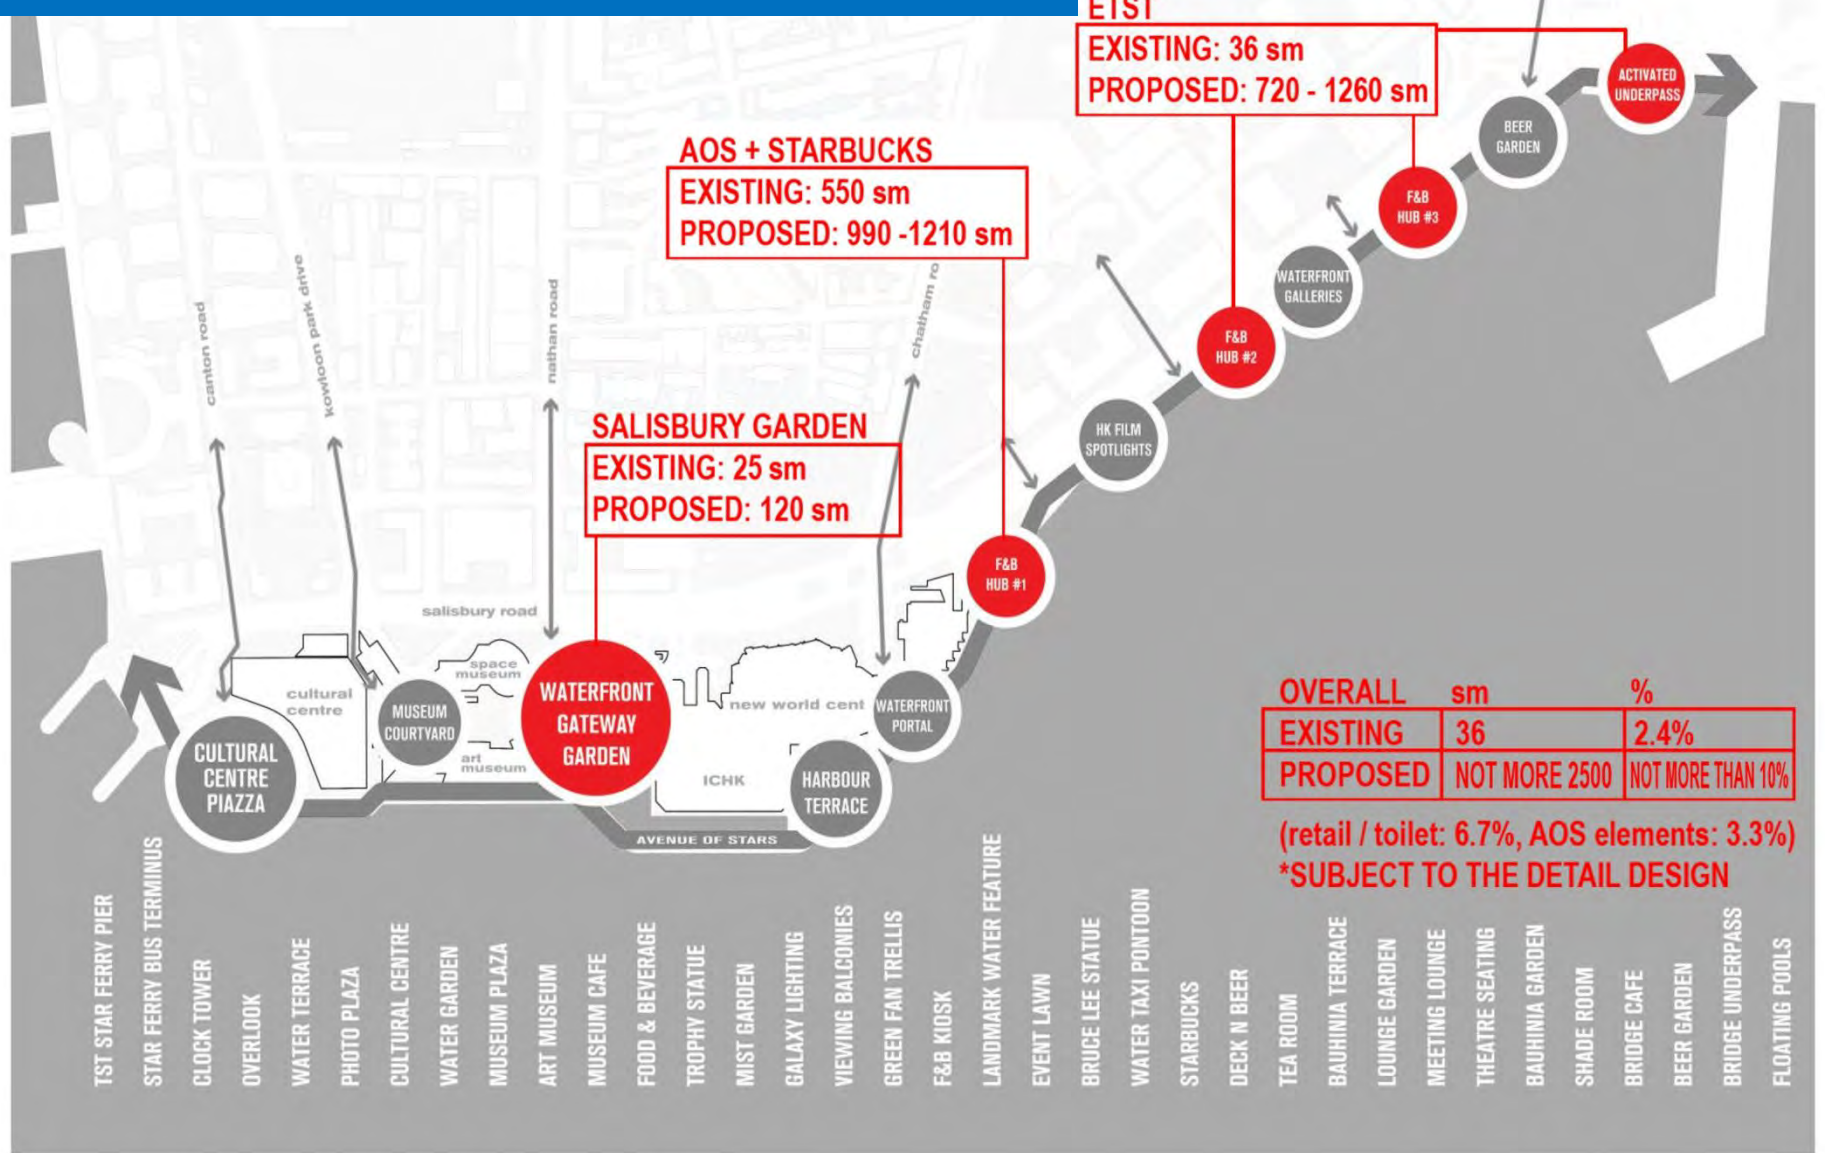 ETST
EXISTING: 36 sm
PROPOSED: 720 - 1260 sm
ACTIVATED
UNDERPASS
BEER
GARDEN
AOS + STARBUCKS
EXISTING: 550 sm
PROPOSED: 990 -1210 sm
F&B
HUB #3
WATERFRONT
GALLERIES
F&B
HUB #2
canton road
kowloon park drive
nathan road
chatham ro
HK FILM
SPOTLIGHTS
SALISBURY GARDEN
EXISTING: 25 sm
PROPOSED: 120 sm
F&B
HUB #1
salisbury road
space
museum
cultural
centre
MUSEUM
COURTYARD
WATERFRONT
GATEWAY
GARDEN
new world cent
WATERFRONT
PORTAL
CULTURAL
CENTRE
PIAZZA
art
museum
ICHK
HARBOUR
TERRACE
AVENUE OF STARS
OVERALL sm %
EXISTING 36 2.4%
PROPOSED NOT MORE 2500 NOT MORE THAN 10%
(retail / toilet: 6.7%, AOS elements: 3.3%)
*SUBJECT TO THE DETAIL DESIGN
TST STAR FERRY PIER
STAR FERRY BUS TERMINUS
CLOCK TOWER
OVERLOOK
WATER TERRACE
PHOTO PLAZA
CULTURAL CENTRE
WATER GARDEN
MUSEUM PLAZA
ART MUSEUM
MUSEUM CAFE
FOOD & BEVERAGE
TROPHY STATUE
MIST GARDEN
GALAXY LIGHTING
VIEWING BALCONIES
GREEN FAN TRELLIS
F&B KIOSK
LANDMARK WATER FEATURE
EVENT LAWN
BRUCE LEE STATUE
WATER TAXI PONTOON
STARBUCKS
DECK N BEER
TEA ROOM
BAUHINIA TERRACE
LOUNGE GARDEN
MEETING LOUNGE
THEATRE SEATING
BAUHINIA GARDEN
SHADE ROOM
BRIDGE CAFE
BEER GARDEN
BRIDGE UNDERPASS
FLOATING POOLS